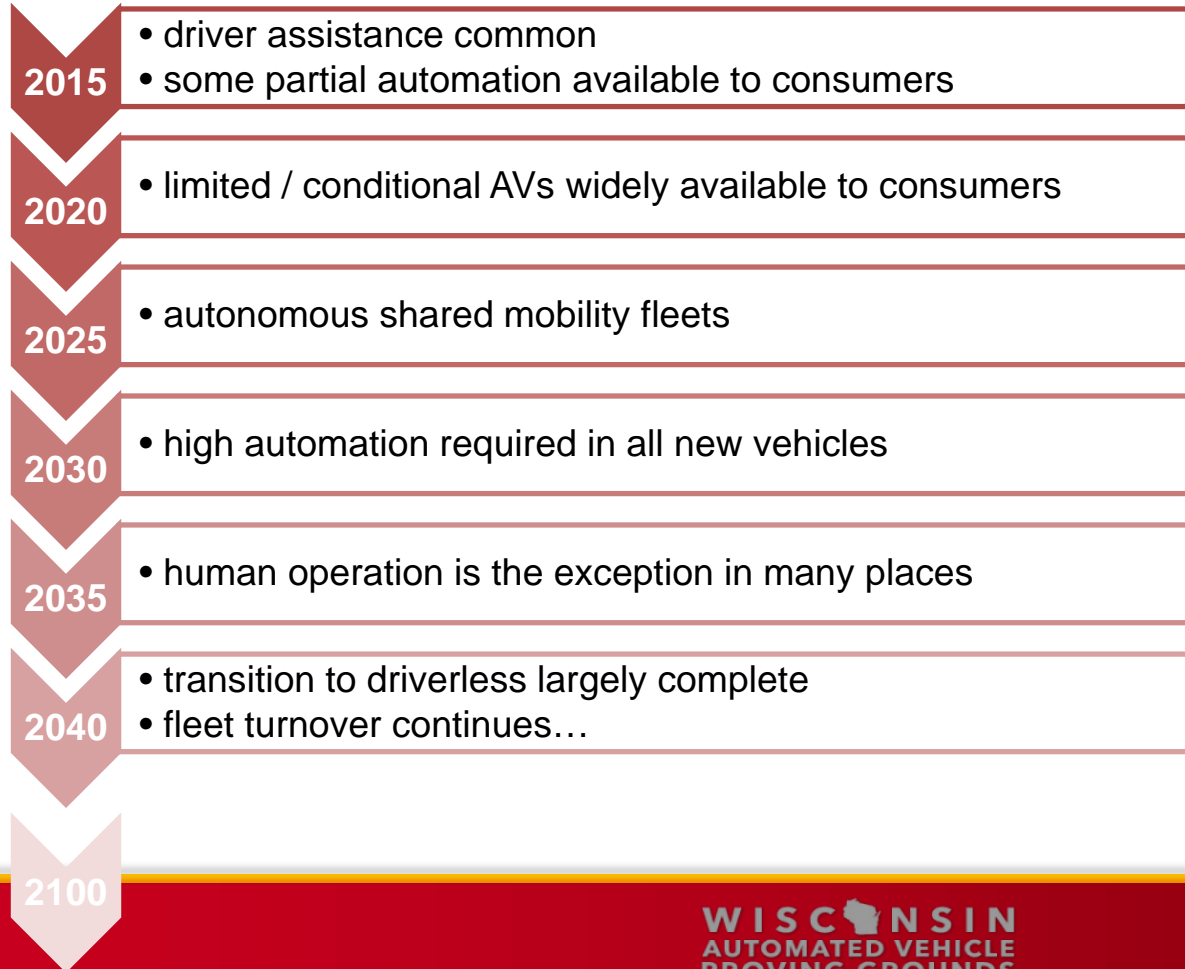 2015
• driver assistance common
• some partial automation available to consumers
2020
• limited / conditional AVs widely available to consumers
2025
• autonomous shared mobility fleets
2030
• high automation required in all new vehicles
2035
• human operation is the exception in many places
2040
• transition to driverless largely complete
• fleet turnover continues…
2100
WISCONSIN
AUTOMATED VEHICLE
PROVING GROUNDS